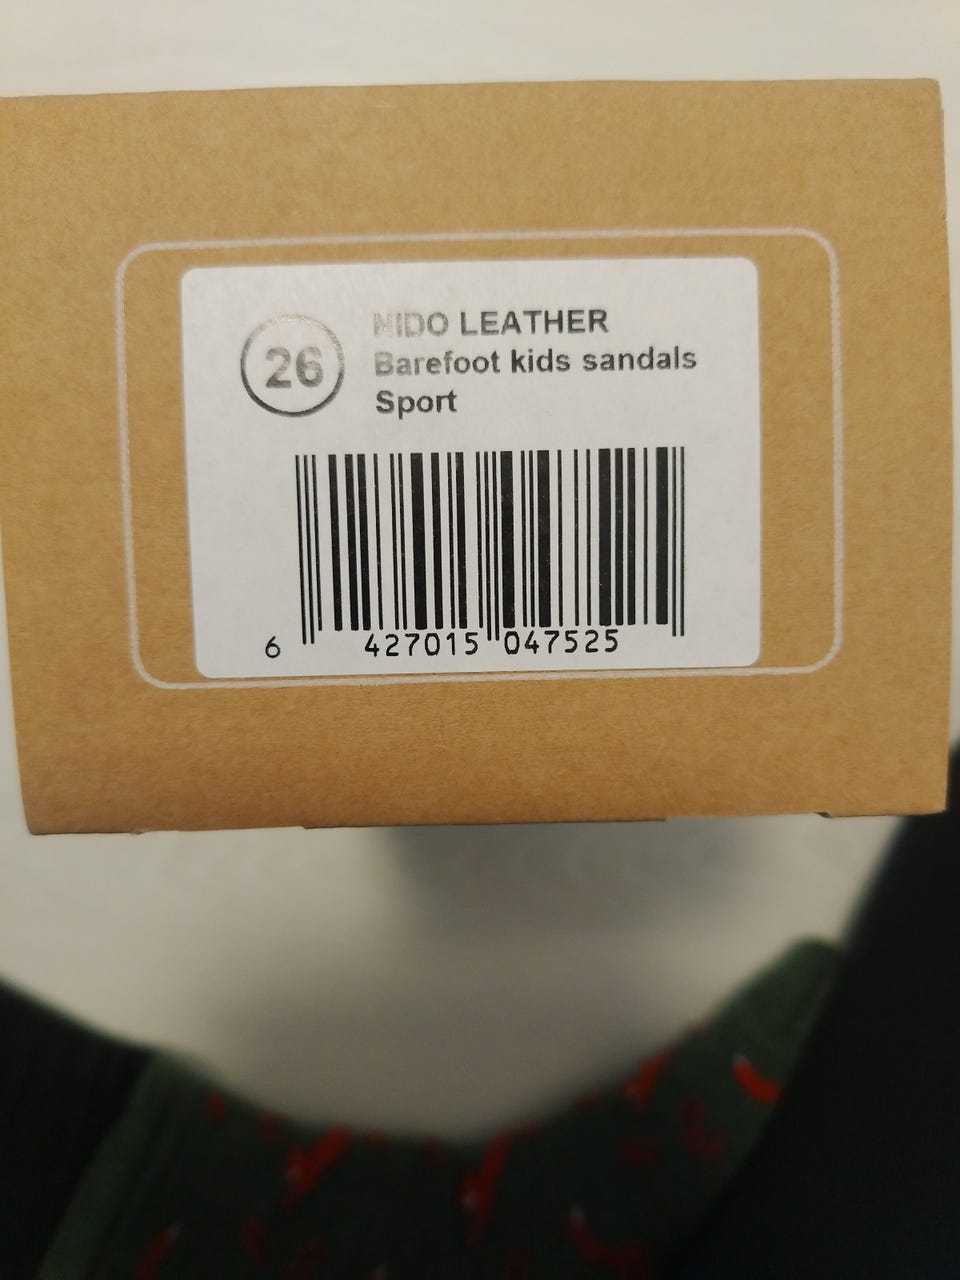 26
NIDO LEATHER
Barefoot kids sandals
Sport
6 427015 047525